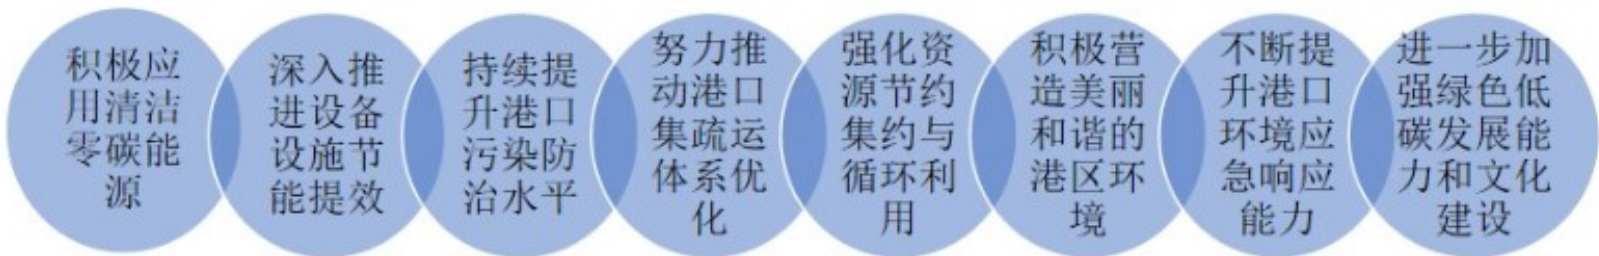 积极应
用清洁
零碳能
源
深入推
进设备
设施节
能提效
持续提
升港口
污染防
治水平
努力推
动港口
集疏运
体系优
化
强化资
源节约
集约与
循环利
用
积极营
造美丽
和谐的
港区环
境
不断提
升港口
环境应
急响应
能力
进一步加
强绿色低
碳发展能
力和文化
建设